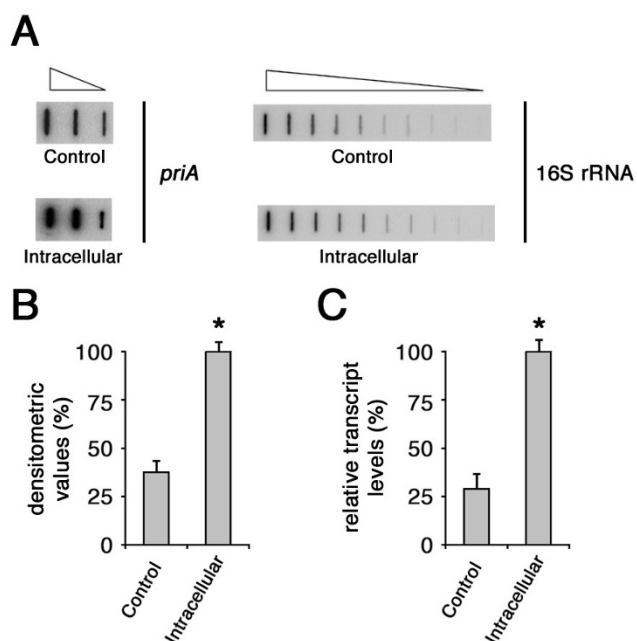 A
Control
priA
Intracellular
Control
16S rRNA
Intracellular
B
densitometric
values (%)
100
75
50
25
0
*
Control
Intracellular
C
relative transcript
levels (%)
100
75
50
25
0
*
Control
Intracellular